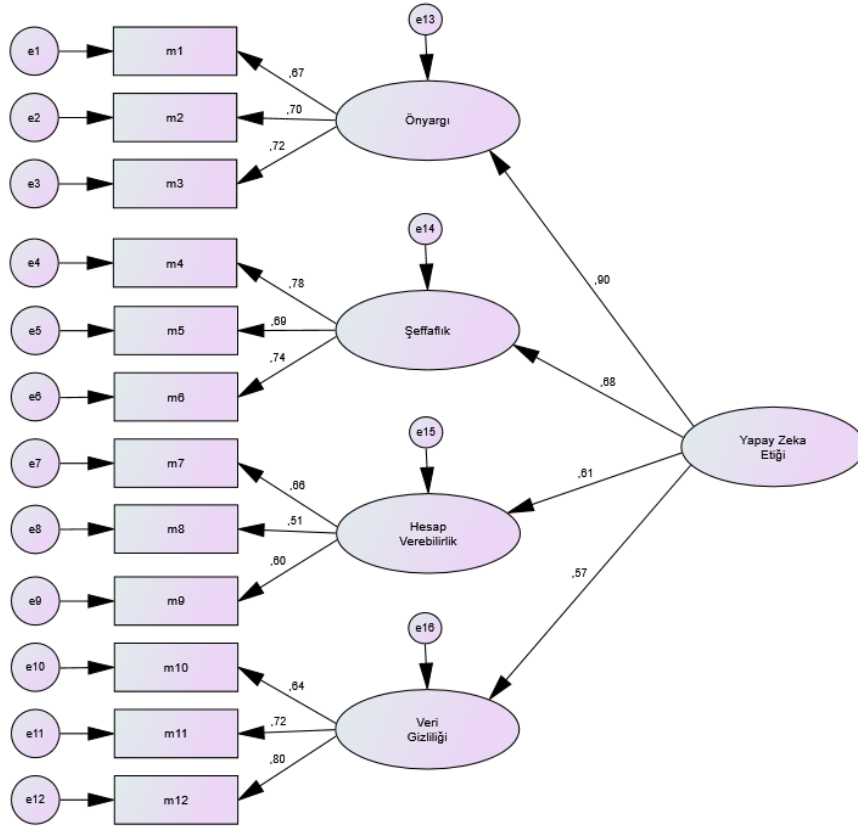 e13
e1
m1
,67
e2
m2
,70
Önyargı
e3
m3
,72
e14
e4
m4
,78
,90
e5
m5
,69
Şeffaflık
e6
m6
,74
,68
e15
e7
m7
,66
,61
Yapay Zeka
Etiği
e8
m8
,51
Hesap
Verebilirlik
e9
m9
,60
,57
e16
e10
m10
,64
e11
m11
,72
Veri
Gizliliği
e12
m12
,80